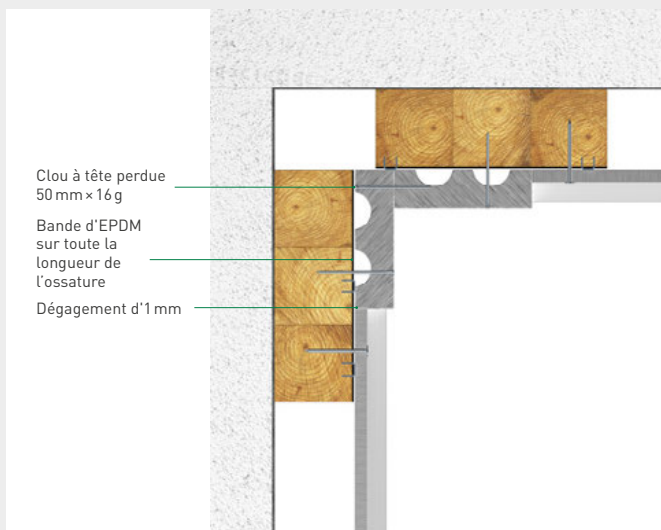 Clou à tête perdue
50 mm × 16 g
Bande d'EPDM
sur toute la
longueur de
l'ossature
Dégagement d'1 mm